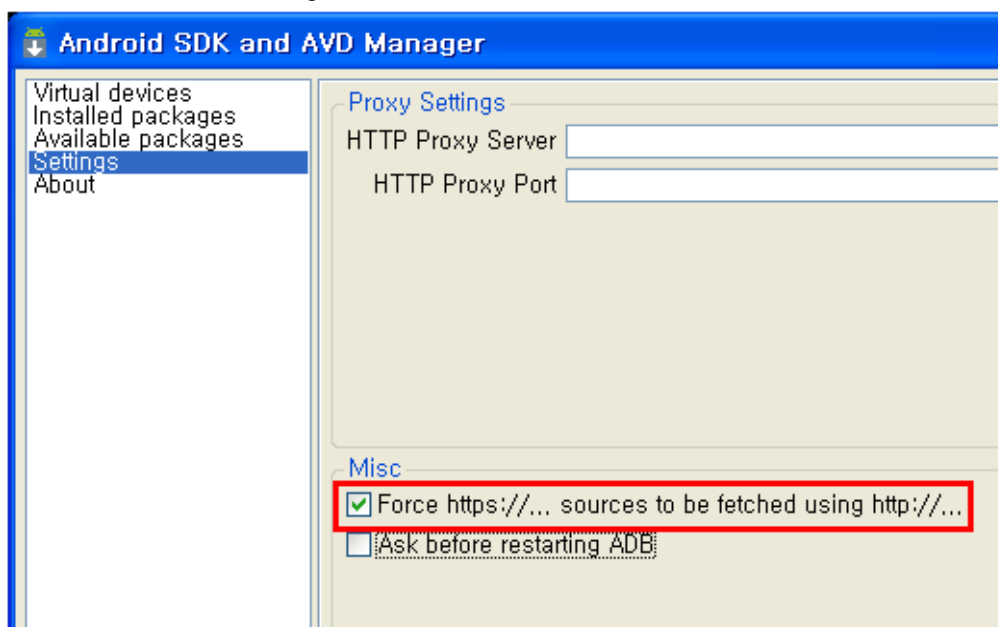 Android SDK and AVD Manager
Virtual devices
Installed packages
Available packages
Settings
About
Proxy Settings
HTTP Proxy Server
HTTP Proxy Port
Misc
Force https://... sources to be fetched using http://...
Ask before restarting ADB